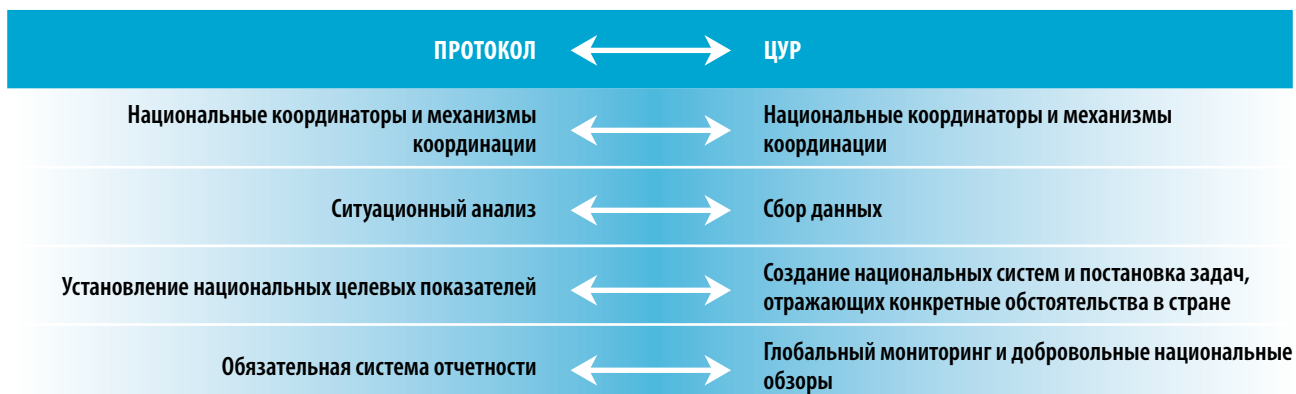 ПРОТОКОЛ
ЦУР
Национальные координаторы и механизмы
координации
Национальные координаторы и механизмы
координации
Ситуационный анализ
Сбор данных
Установление национальных целевых показателей
Создание национальных систем и постановка задач,
отражающих конкретные обстоятельства в стране
Обязательная система отчетности
Глобальный мониторинг и добровольные национальные
обзоры